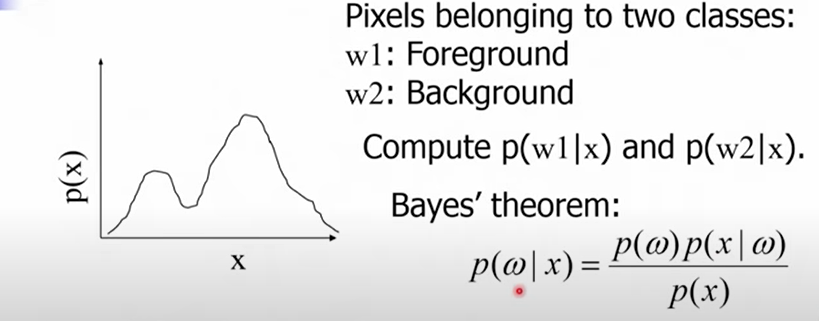 Pixels belonging to two classes:
w1: Foreground
w2: Background
Compute p(w1|x) and p(w2|x).
Bayes’ theorem:
p(ω|x) = p(ω)p(x|ω) / p(x)
p(x)
x